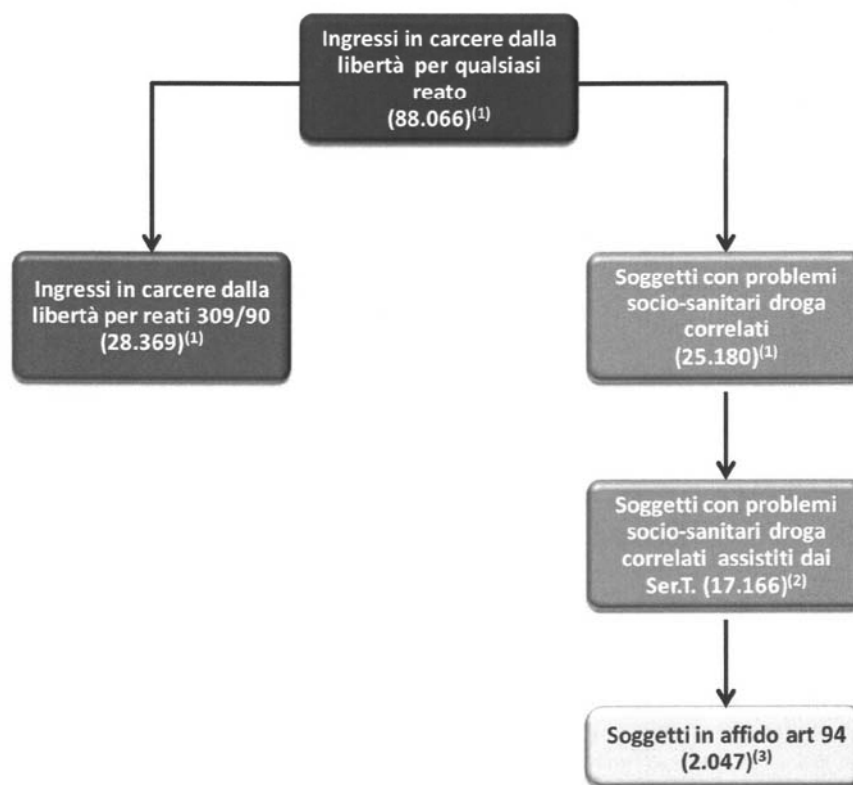 Ingressi in carcere dalla
libertà per qualsiasi
reato
(88.066)(1)
Ingressi in carcere dalla
libertà per reati 309/90
(28.369)(1)
Soggetti con problemi
socio-sanitari droga
correlati
(25.180)(1)
Soggetti con problemi
socio-sanitari droga
correlati assistiti dai
Ser.T. (17.166)(2)
Soggetti in affido art 94
(2.047)(3)